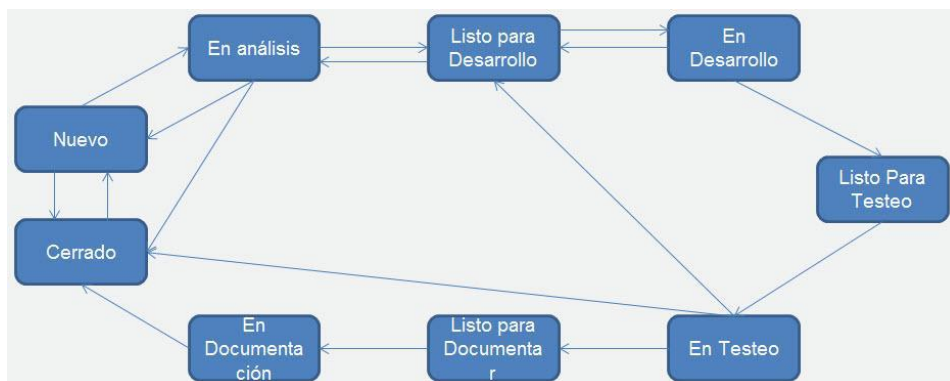 En análisis
Listo para
Desarrollo
En
Desarrollo
Nuevo
Listo Para
Testeo
Cerrado
En
Documenta
ción
Listo para
Documenta
r
En Testeo